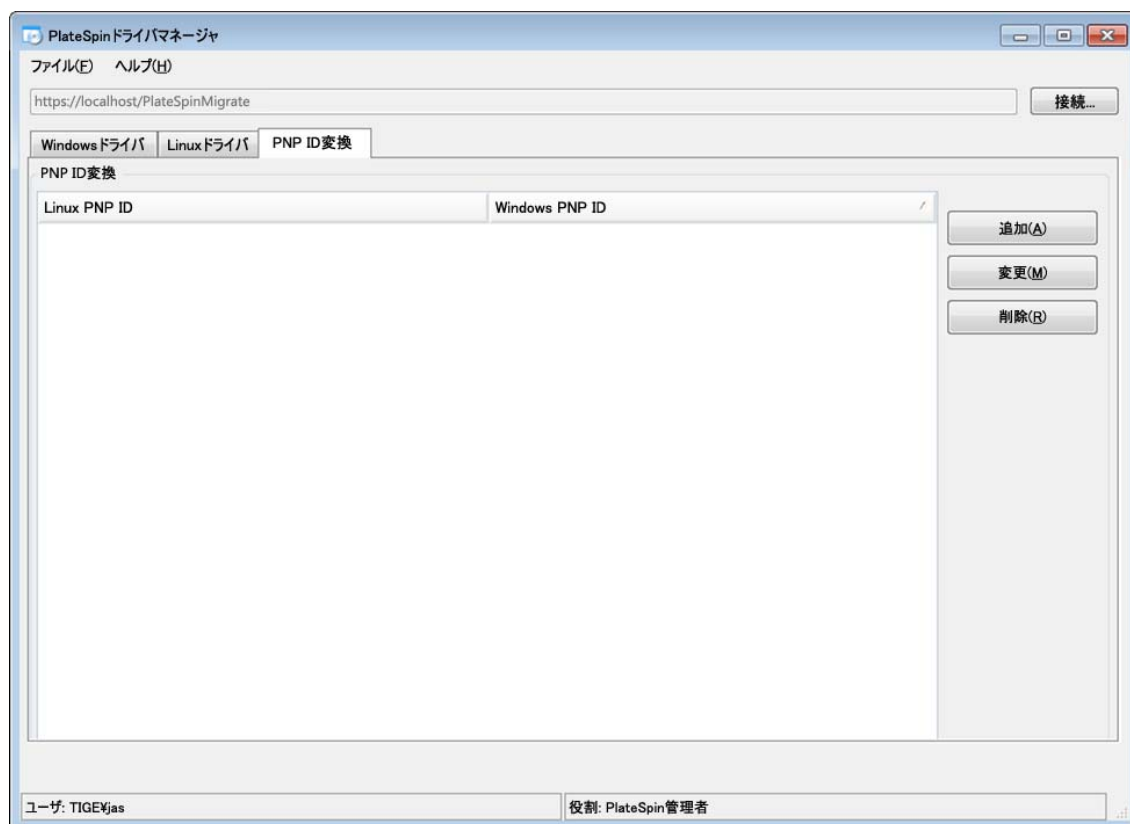 PlateSpinドライバマネージャ
ファイル(F) ヘルプ(H)
https://localhost/PlateSpinMigrate 接続...
Windowsドライバ Linuxドライバ PNP ID変換
PNP ID変換
Linux PNP ID Windows PNP ID
追加(A)
変更(M)
削除(R)
ユーザ: TIGE¥jas 役割: PlateSpin管理者